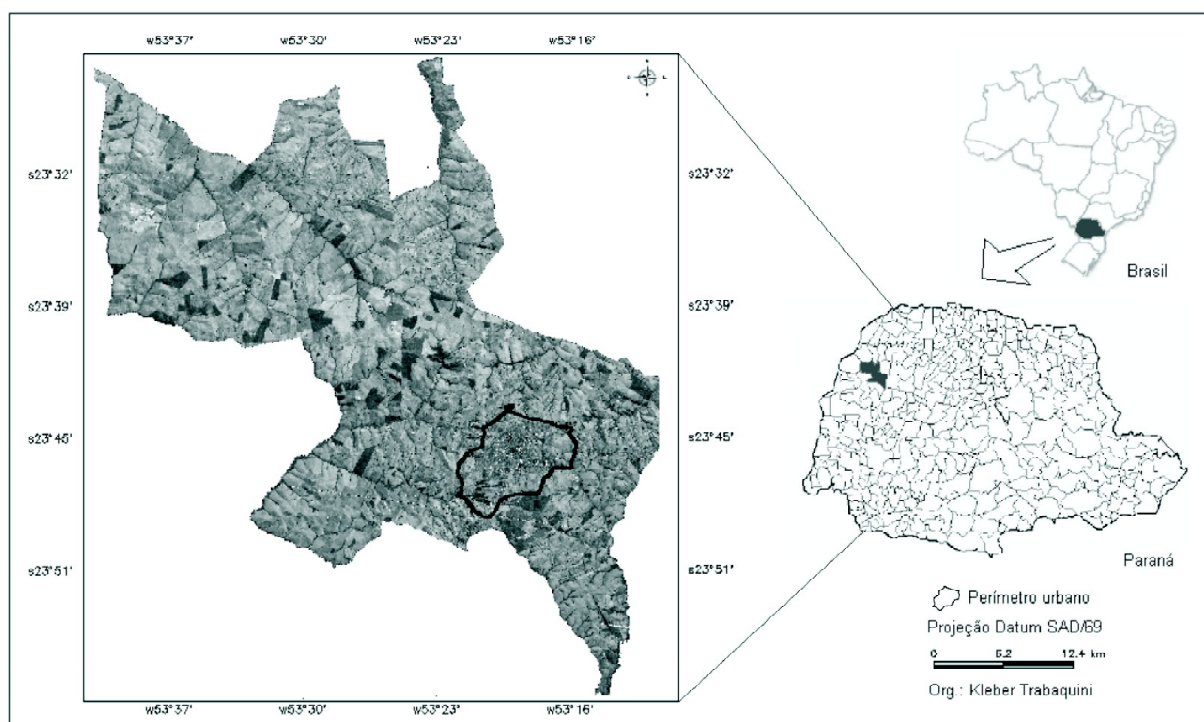 w53°37' w53°30' w53°23' w53°16'
s23°32' s23°32'
s23°39' s23°39'
s23°45' s23°45'
s23°51' s23°51'
w53°37' w53°30' w53°23' w53°16'
Brasil
Paraná
Perímetro urbano
Projeção Datum SAD/69
0 6.2 12.4 km
Org.: Kleber Trabaquini